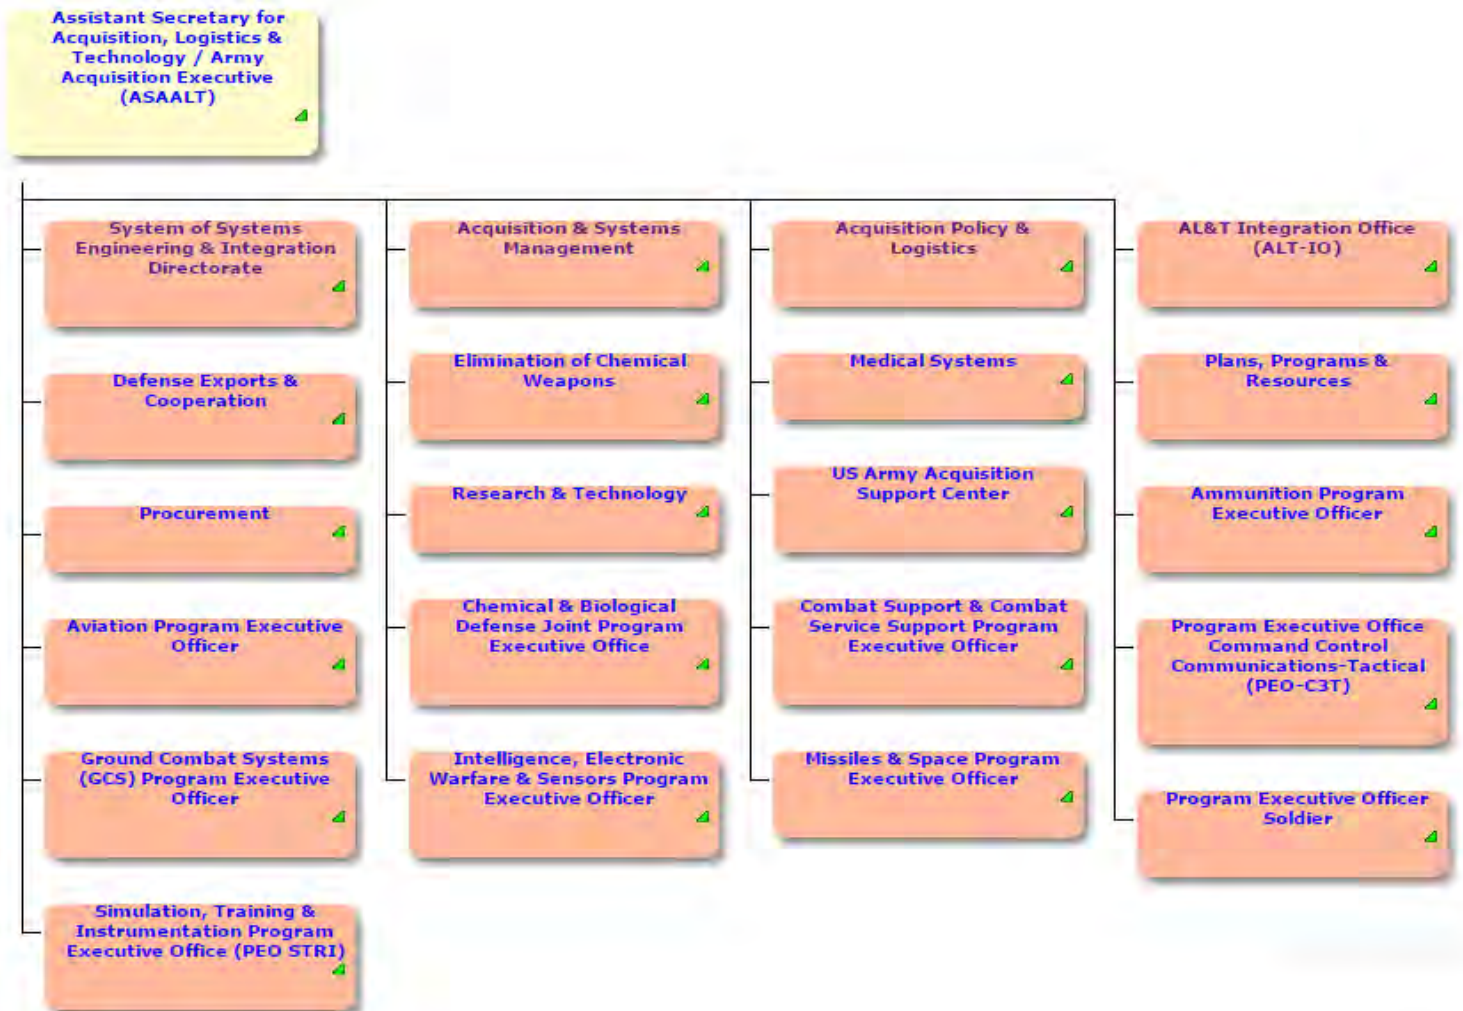 Assistant Secretary for
Acquisition, Logistics &
Technology / Army
Acquisition Executive
(ASAALT)
System of Systems
Engineering & Integration
Directorate
Acquisition & Systems
Management
Acquisition Policy &
Logistics
AL&T Integration Office
(ALT-IO)
Defense Exports &
Cooperation
Elimination of Chemical
Weapons
Medical Systems
Plans, Programs &
Resources
Procurement
Research & Technology
US Army Acquisition
Support Center
Ammunition Program
Executive Officer
Aviation Program Executive
Officer
Chemical & Biological
Defense Joint Program
Executive Office
Combat Support & Combat
Service Support Program
Executive Officer
Program Executive Office
Command Control
Communications-Tactical
(PEO-C3T)
Ground Combat Systems
(GCS) Program Executive
Officer
Intelligence, Electronic
Warfare & Sensors Program
Executive Officer
Missiles & Space Program
Executive Officer
Program Executive Officer
Soldier
Simulation, Training &
Instrumentation Program
Executive Office (PEO STRI)